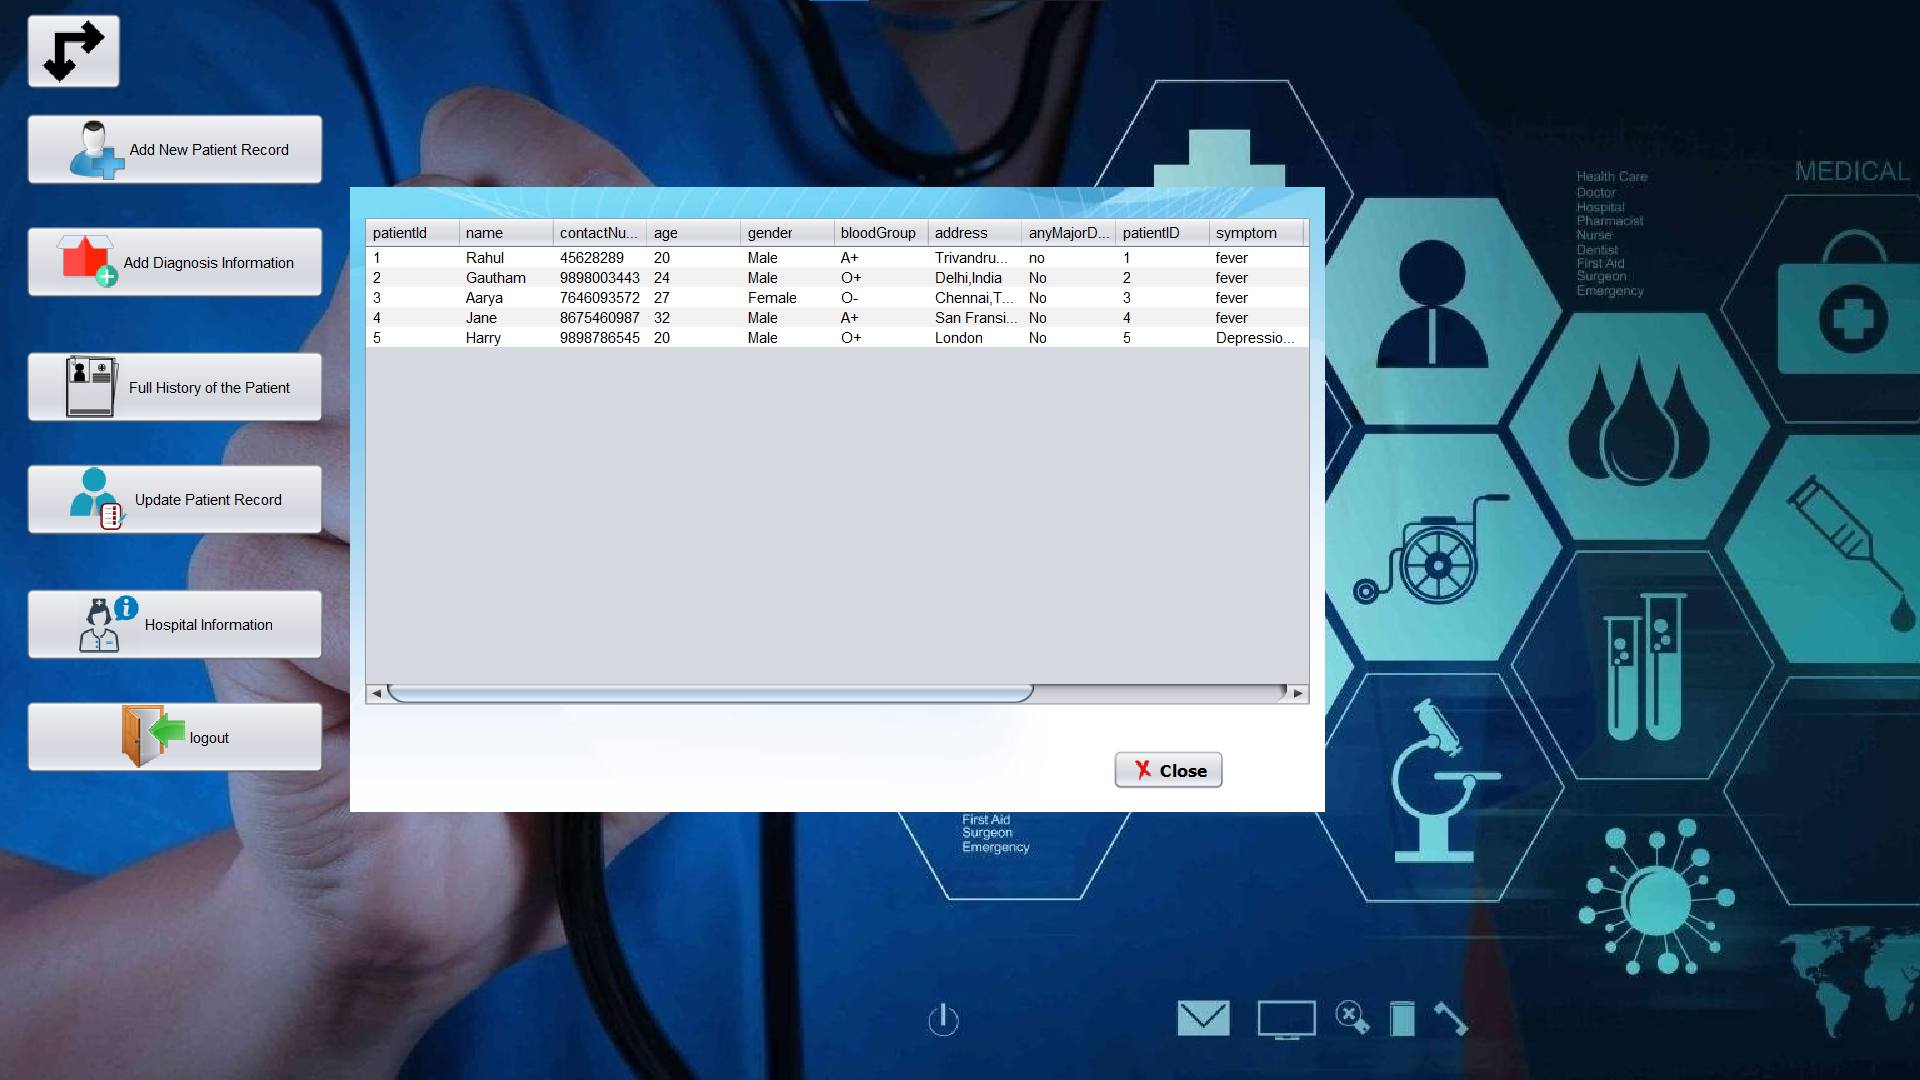 Add New Patient Record
Add Diagnosis Information
Full History of the Patient
Update Patient Record
Hospital Information
logout
patientId name contactNu... age gender bloodGroup address anyMajorD... patientID symptom
1 Rahul 45628289 20 Male A+ Trivandru... no 1 fever
2 Gautham 9898003443 24 Male O+ Delhi,India No 2 fever
3 Aarya 7646093572 27 Female O- Chennai,T... No 3 fever
4 Jane 8675460987 32 Male A+ San Fransi... No 4 fever
5 Harry 9898786545 20 Male O+ London No 5 Depressio...
Close
MEDICAL
Health Care
Doctor
Hospital
Pharmacist
Nurse
Dentist
First Aid
Surgeon
Emergency
First Aid
Surgeon
Emergency